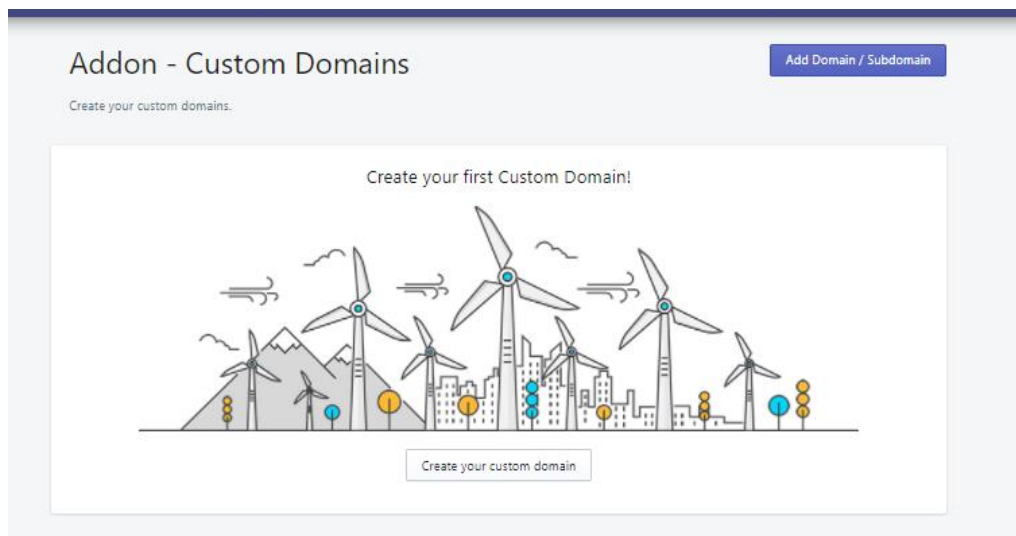 Addon - Custom Domains
Add Domain / Subdomain
Create your custom domains.
Create your first Custom Domain!
Create your custom domain